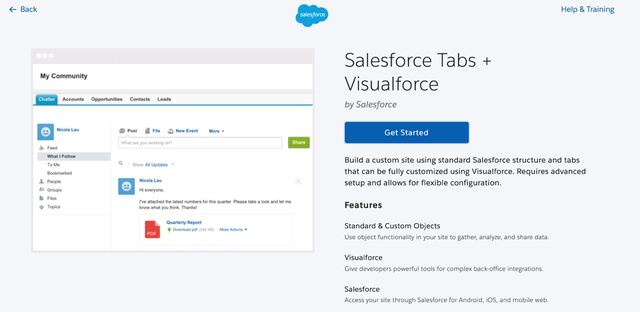 Back
salesforce
Help & Training
My Community
Chatter Accounts Opportunities Contacts Leads
Nicola Lau
Feed
What I Follow
To Me
Bookmarked
People
Groups
Files
Topics
Post File New Event More
What are you working on?
Share
Show All Updates
Nicola Lau
Hi everyone,
I've attached the latest numbers for this quarter. Please take a look and let me
know what you think. Thanks!
PDF
Quarterly Report
Download.pdf (244 KB) More Actions
Salesforce Tabs +
Visualforce
by Salesforce
Get Started
Build a custom site using standard Salesforce structure and tabs
that can be fully customized using Visualforce. Requires advanced
setup and allows for flexible configuration.
Features
Standard & Custom Objects
Use object functionality in your site to gather, analyze, and share data.
Visualforce
Give developers powerful tools for complex back-office integrations.
Salesforce
Access your site through Salesforce for Android, iOS, and mobile web.